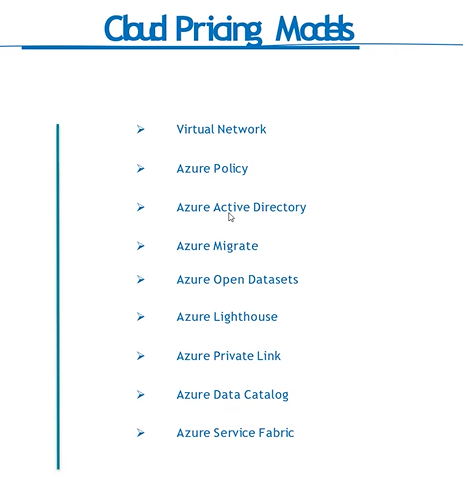 Cloud Pricing Models
Virtual Network
Azure Policy
Azure Active Directory
Azure Migrate
Azure Open Datasets
Azure Lighthouse
Azure Private Link
Azure Data Catalog
Azure Service Fabric